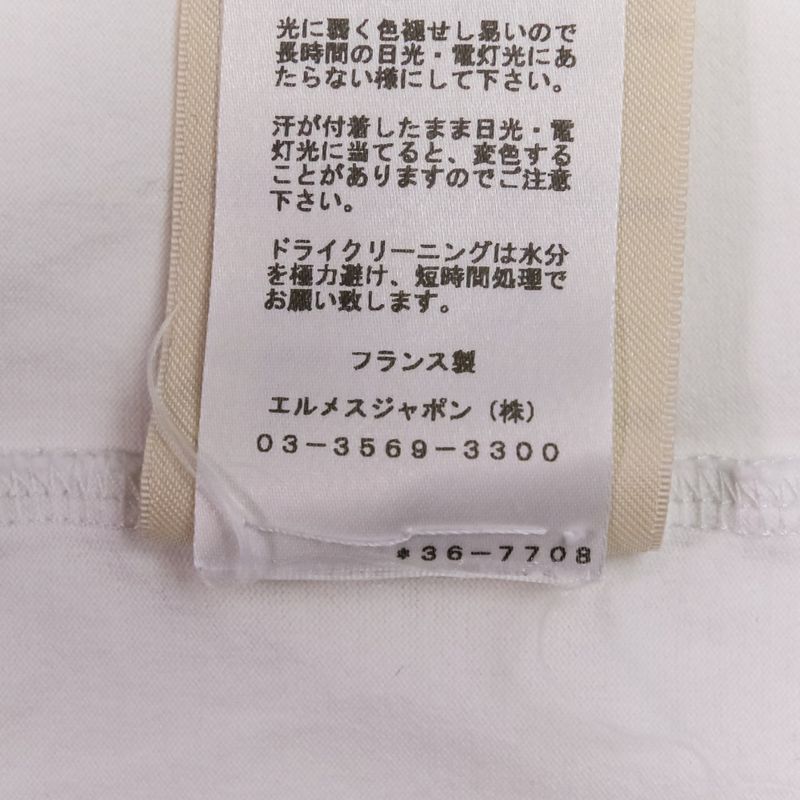 光に弱く色褪せし易いので
長時間の日光・電灯光にあ
たらない様にして下さい。
汗が付着したまま日光・電
灯光に当てると、変色する
ことがありますのでご注意
下さい。
ドライクリーニングは水分
を極力避け、短時間処理で
お願い致します。
フランス製
エルメスジャポン（株）
03-3569-3300
*36-7708